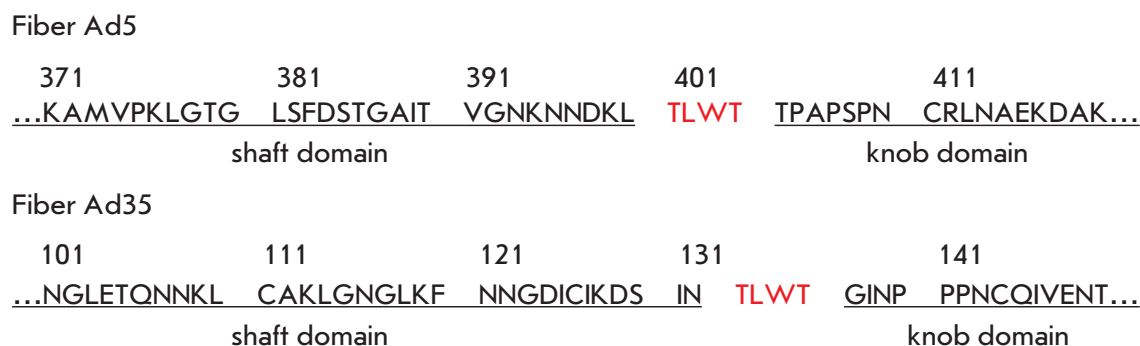 Fiber Ad5
371 381 391 401 411
...KAMVPKLGTG LSFDSTGAIT VGNKNNDKL TLWT TPAPSPN CRLNAEKDAK...
shaft domain knob domain
Fiber Ad35
101 111 121 131 141
...NGLETQNNKL CAKLGNGLKF NNGDICIKDS IN TLWT GINP PPNCQIVENT...
shaft domain knob domain